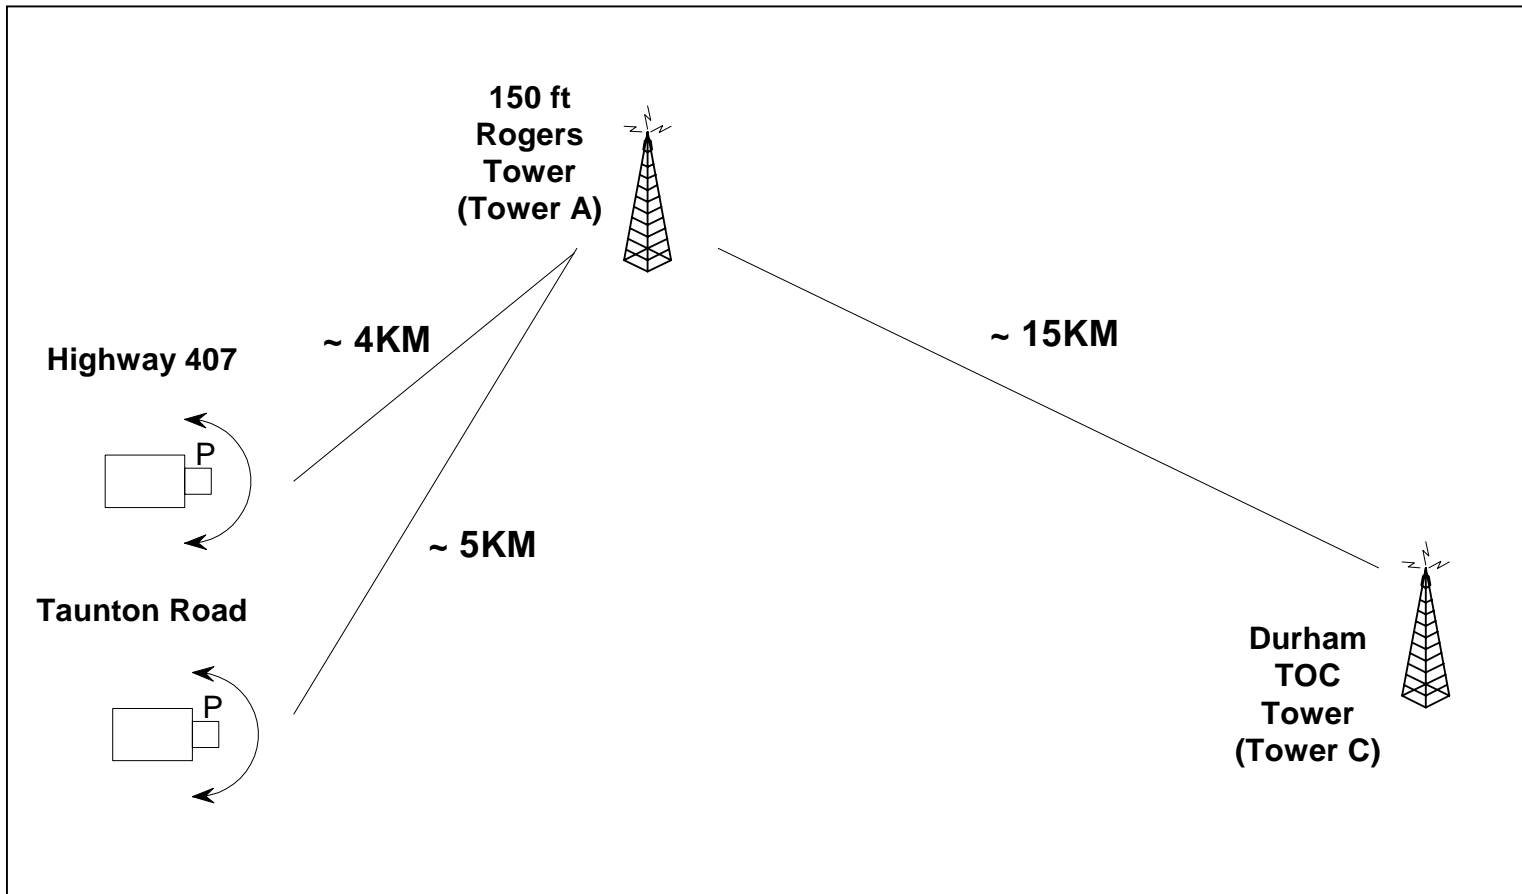 150 ft
Rogers
Tower
(Tower A)
~ 4KM
~ 15KM
Highway 407
P
~ 5KM
Taunton Road
P
Durham
TOC
Tower
(Tower C)